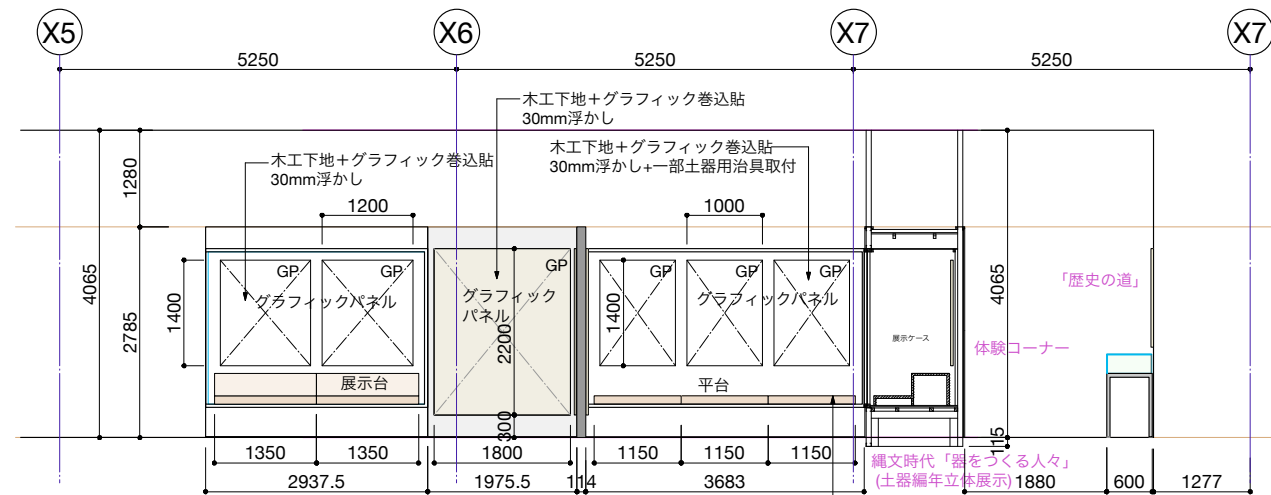 X5
X6
X7
X7
5250
5250
5250
木工下地＋グラフィック巻込貼
30mm浮かし
木工下地＋グラフィック巻込貼
30mm浮かし
木工下地＋グラフィック巻込貼
30mm浮かし+一部土器用治具取付
1280
1200
1000
4065
2785
1400
GP
GP
グラフィックパネル
GP
グラフィック
パネル
2200
300
1400
GP
GP
GP
グラフィックパネル
展示ケース
4065
「歴史の道」
体験コーナー
展示台
平台
115
1350
1350
1800
1150
1150
1150
縄文時代「器をつくる人々」
(土器編年立体展示)
2937.5
1975.5
114
3683
1880
600
1277